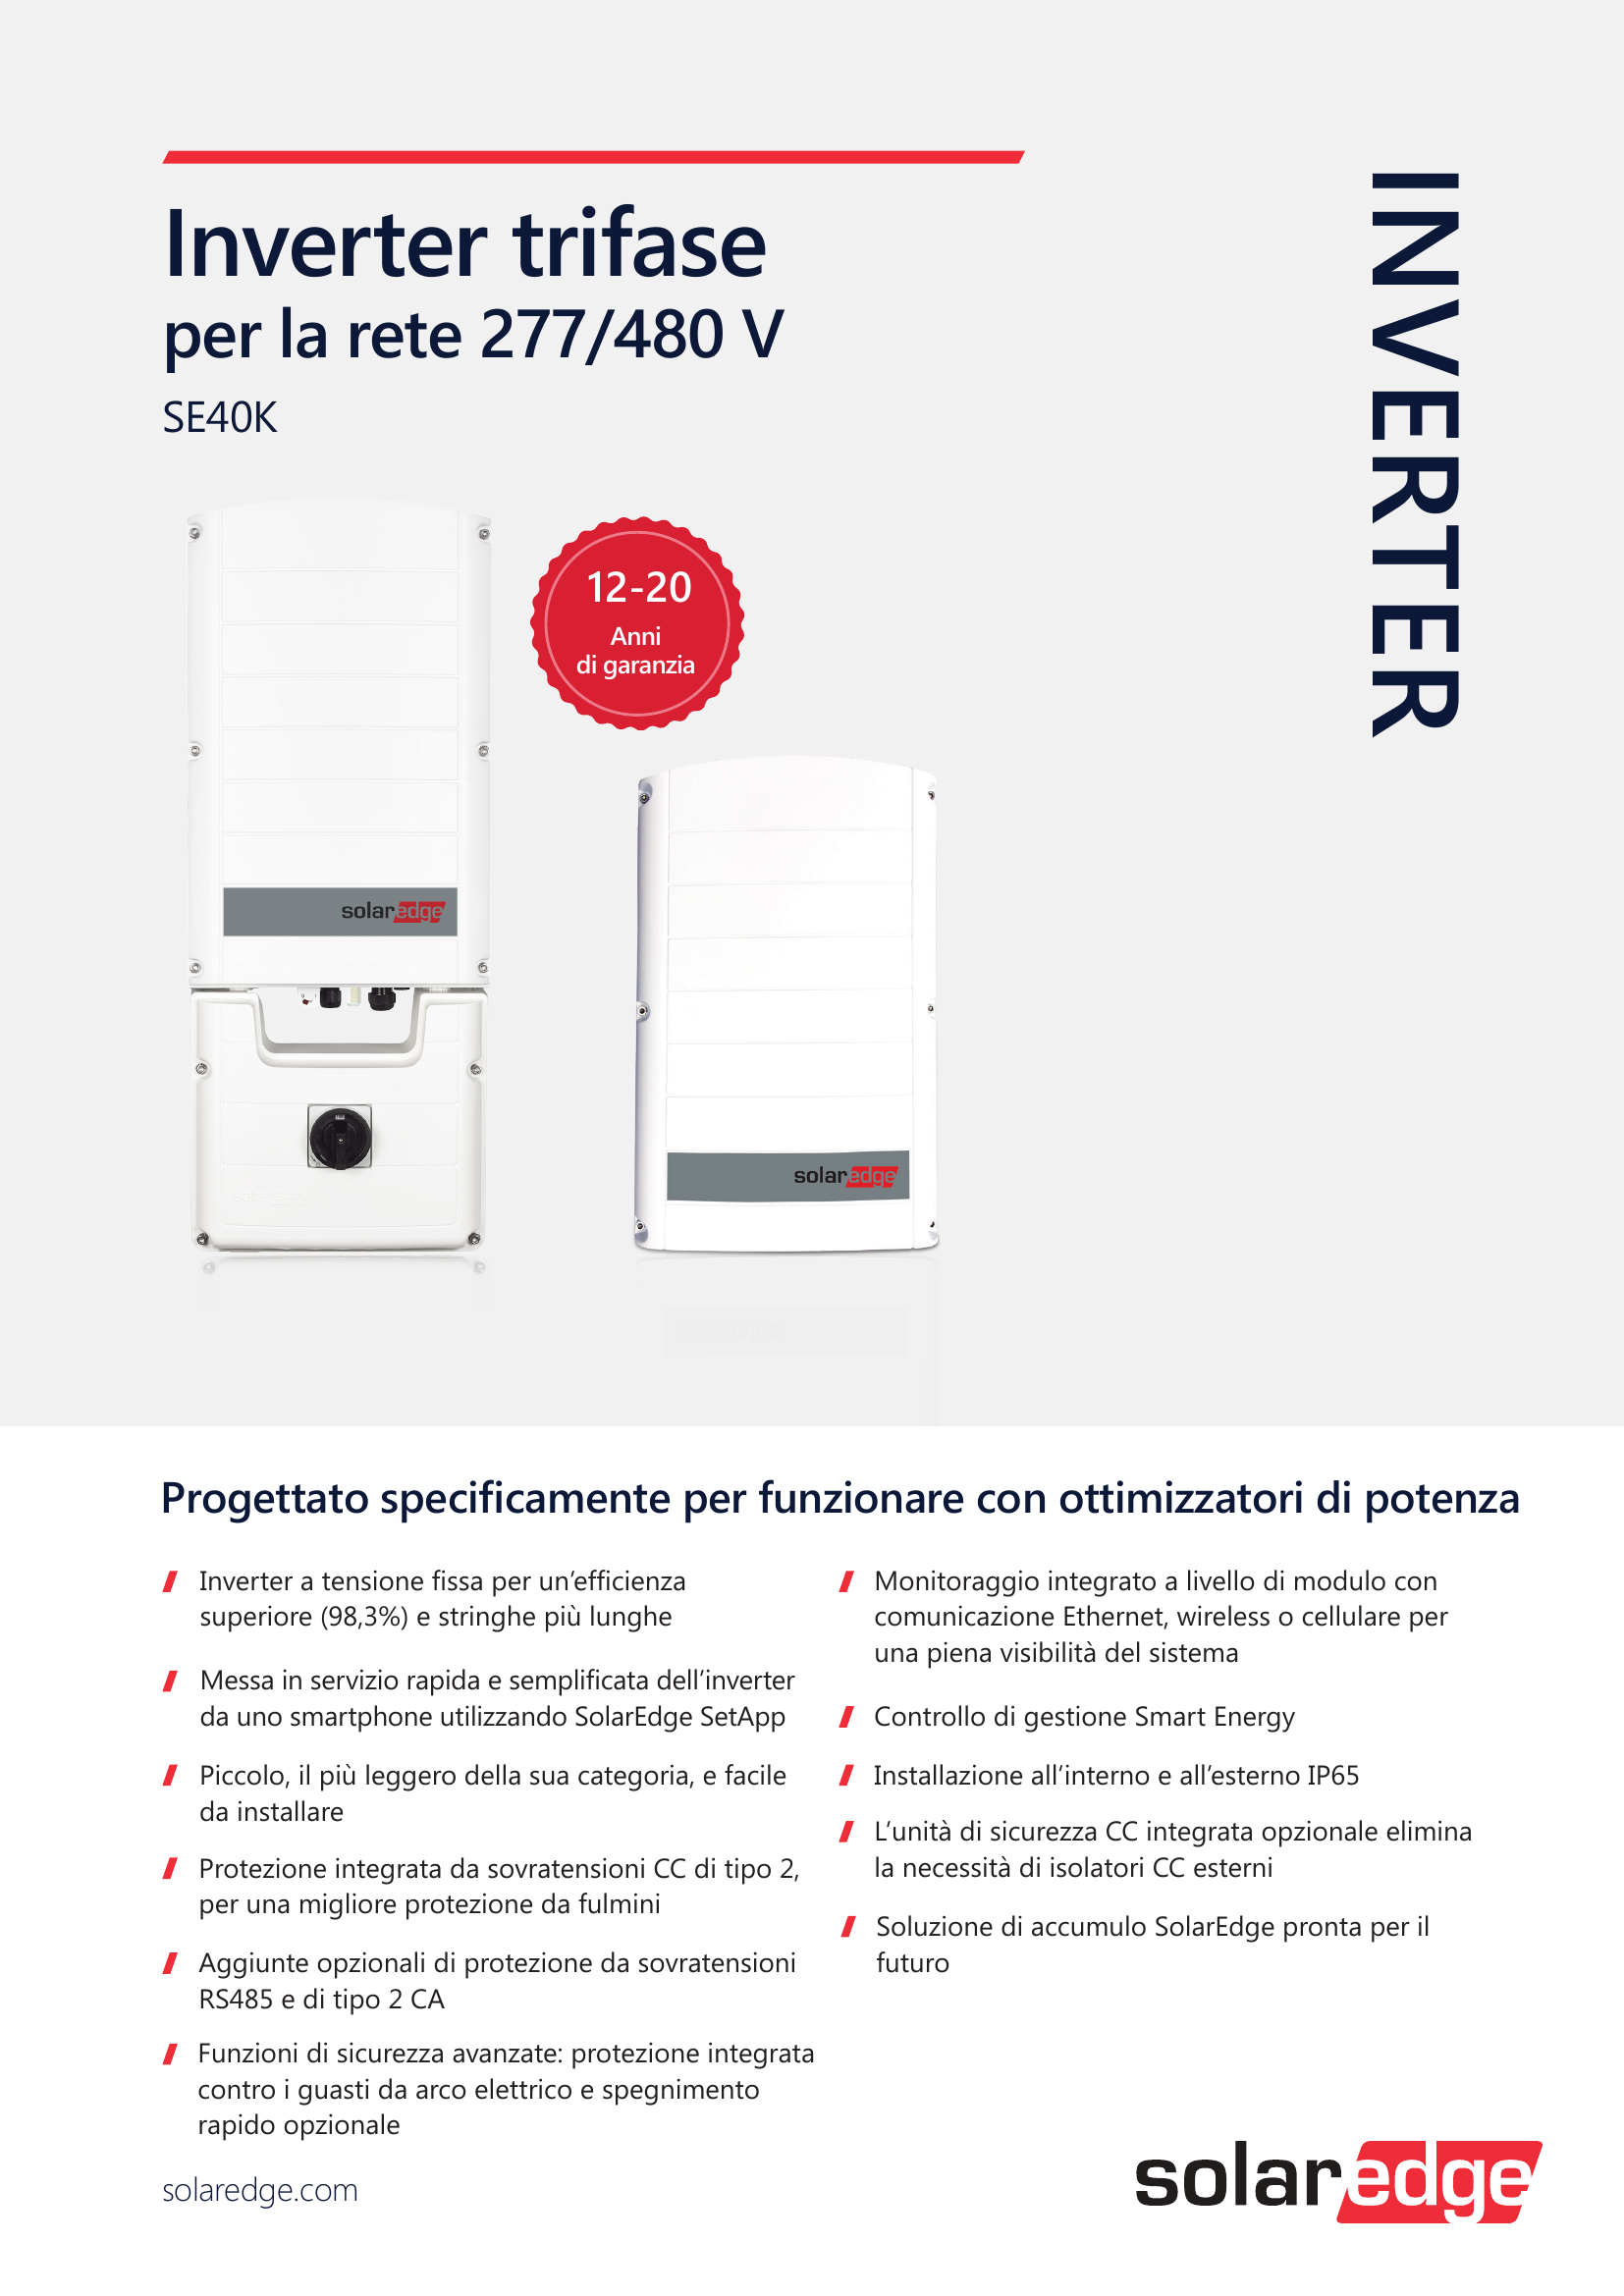 Inverter trifase
per la rete 277/480 V
SE40K
INVERTER
12-20
Anni
di garanzia
solaredge
solaredge
Progettato specificamente per funzionare con ottimizzatori di potenza
Inverter a tensione fissa per un’efficienza
superiore (98,3%) e stringhe più lunghe
Messa in servizio rapida e semplificata dell’inverter
da uno smartphone utilizzando SolarEdge SetApp
Piccolo, il più leggero della sua categoria, e facile
da installare
Protezione integrata da sovratensioni CC di tipo 2,
per una migliore protezione da fulmini
Aggiunte opzionali di protezione da sovratensioni
RS485 e di tipo 2 CA
Funzioni di sicurezza avanzate: protezione integrata
contro i guasti da arco elettrico e spegnimento
rapido opzionale
Monitoraggio integrato a livello di modulo con
comunicazione Ethernet, wireless o cellulare per
una piena visibilità del sistema
Controllo di gestione Smart Energy
Installazione all’interno e all’esterno IP65
L’unità di sicurezza CC integrata opzionale elimina
la necessità di isolatori CC esterni
Soluzione di accumulo SolarEdge pronta per il
futuro
solaredge.com
solaredge